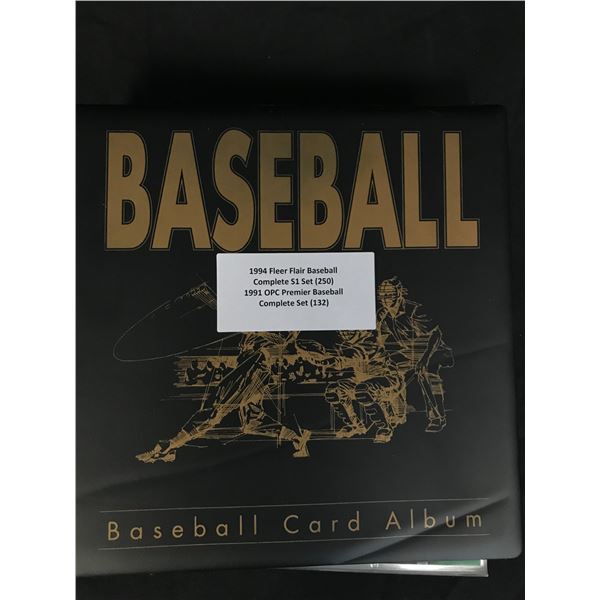 BASEBALL
1994 Fleer Flair Baseball
Complete S1 Set (250)
1991 OPC Premier Baseball
Complete Set (132)
Baseball Card Album